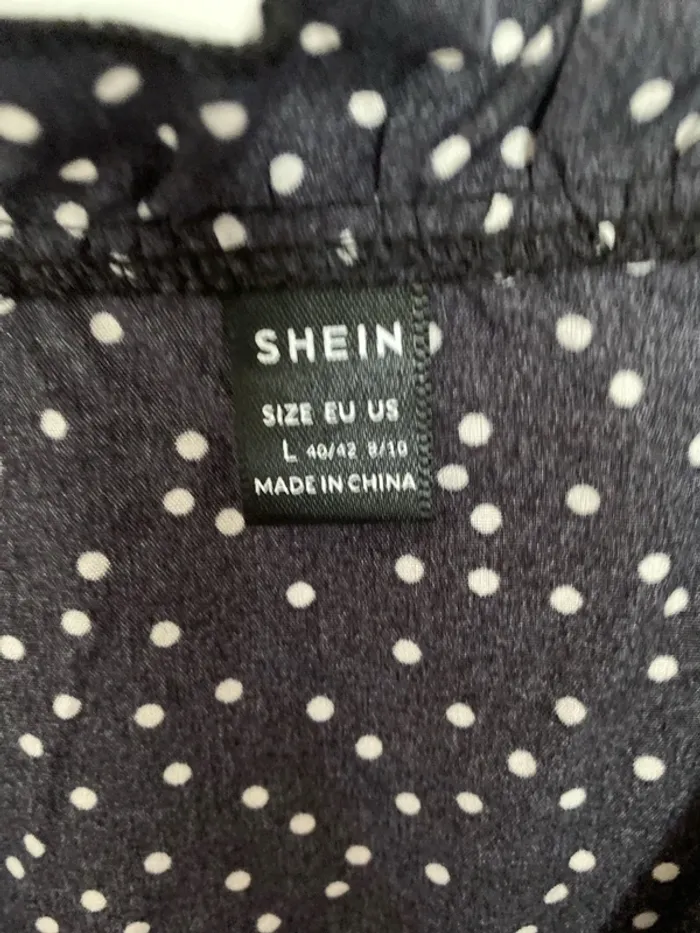 SHEIN
SIZE EU US
L 40/42 8/10
MADE IN CHINA